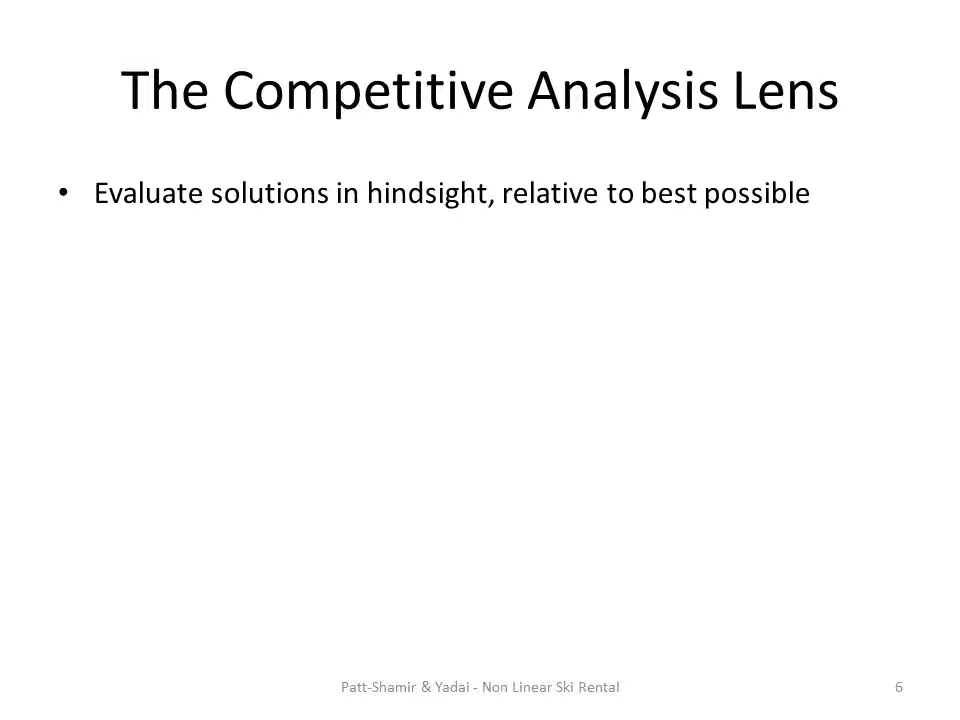 The Competitive Analysis Lens
• Evaluate solutions in hindsight, relative to best possible
Patt-Shamir & Yadai - Non Linear Ski Rental
6